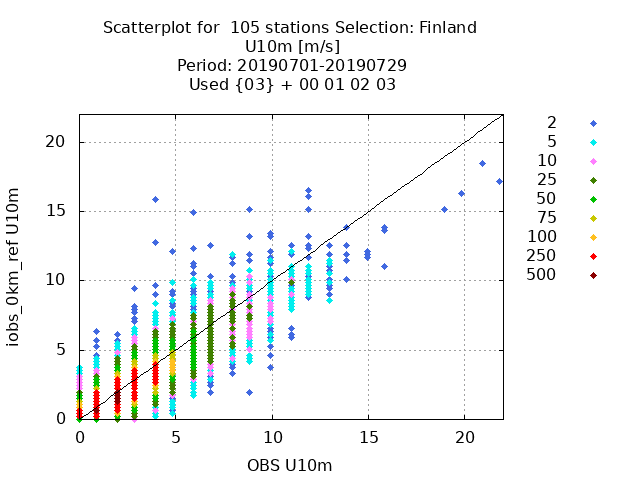 Scatterplot for  105 stations Selection: Finland
U10m [m/s]
Period: 20190701-20190729
Used {03} + 00 01 02 03
iobs_0km_ref U10m
20
15
10
5
0
0 5 10 15 20
OBS U10m
2
5
10
25
50
75
100
250
500